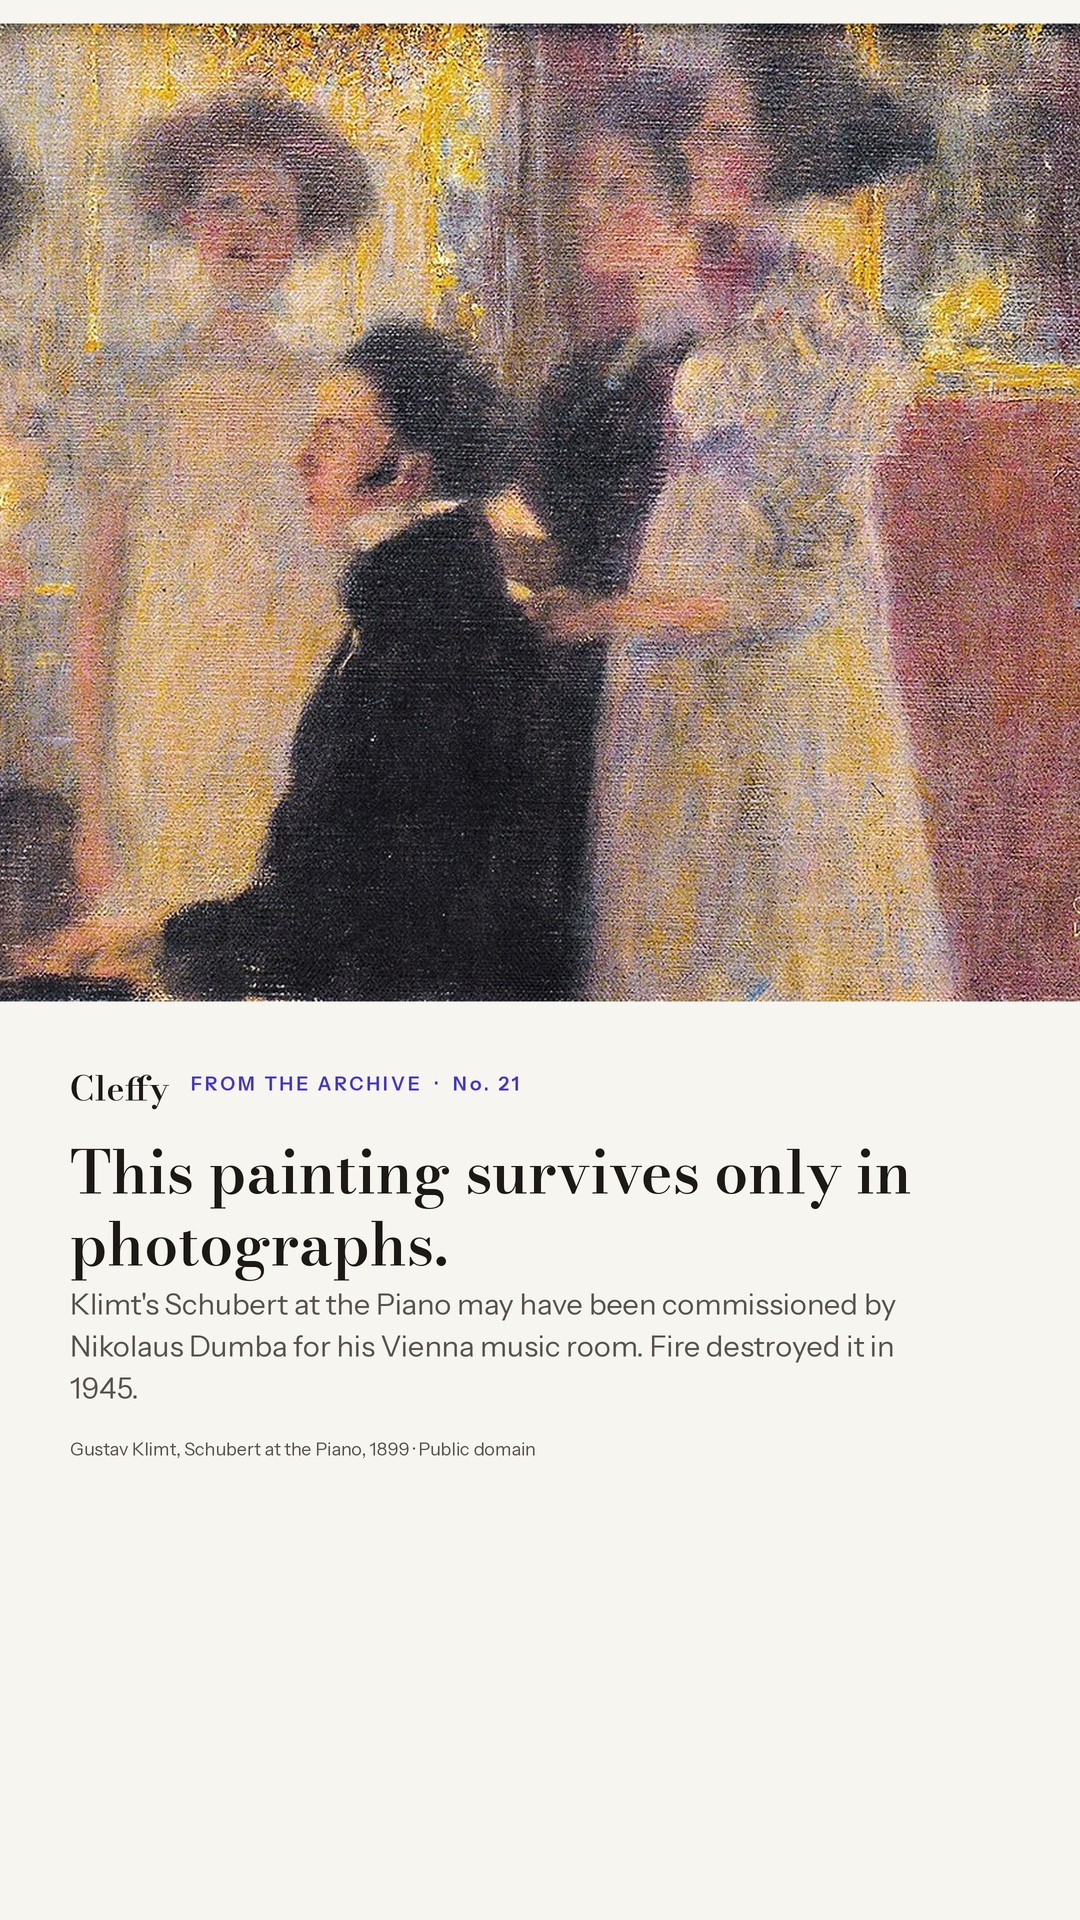 Cleffy FROM THE ARCHIVE · No. 21
This painting survives only in
photographs.
Klimt's Schubert at the Piano may have been commissioned by
Nikolaus Dumba for his Vienna music room. Fire destroyed it in
1945.
Gustav Klimt, Schubert at the Piano, 1899 · Public domain